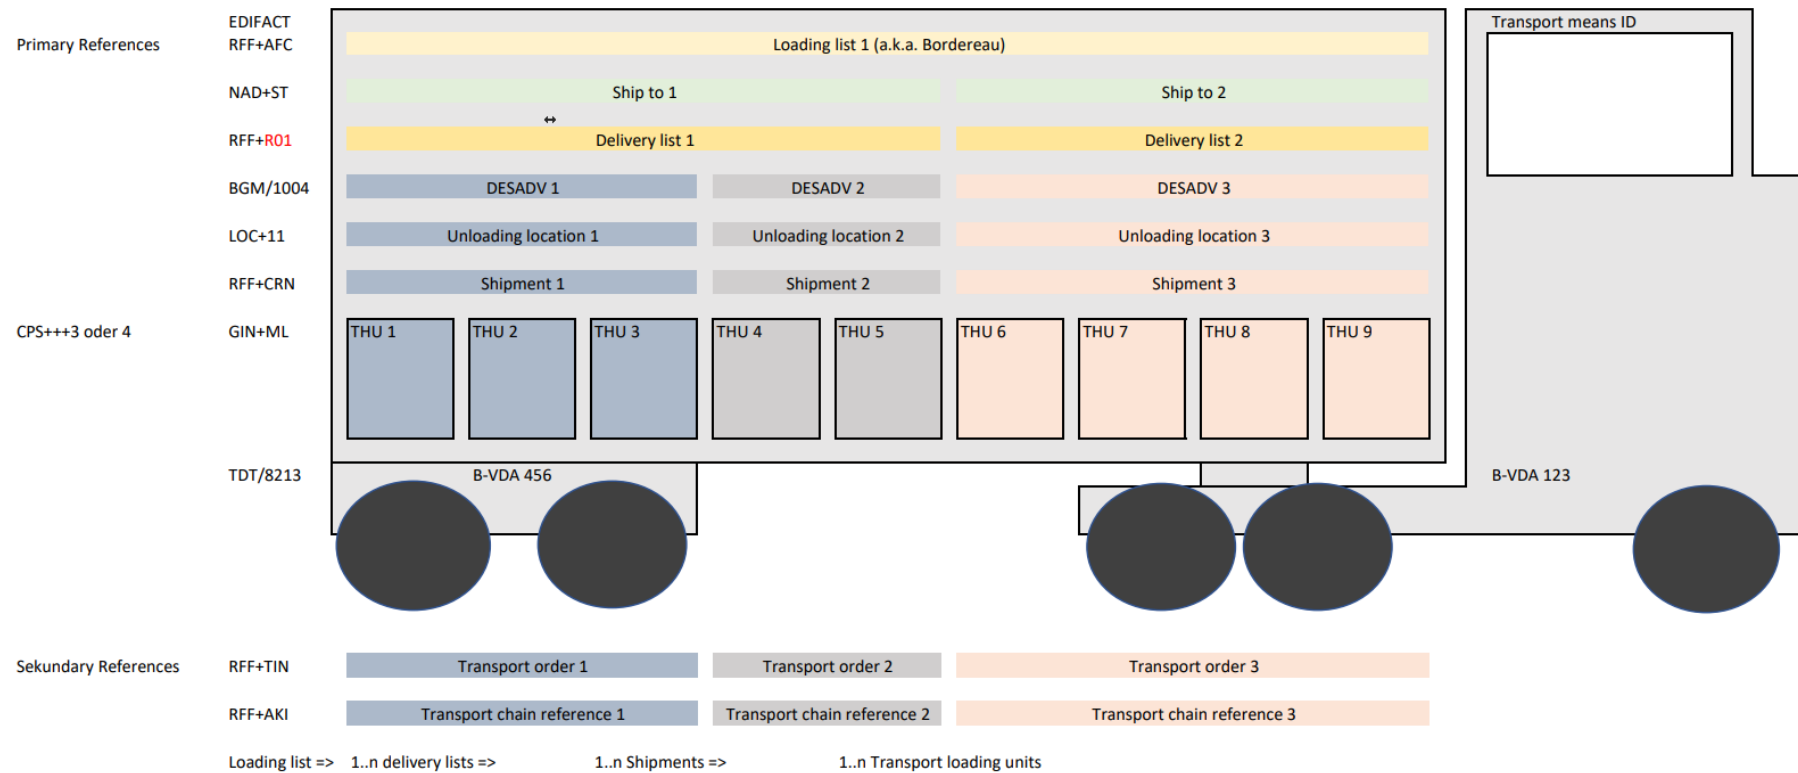 EDIFACT
Transport means ID
Primary References RFF+AFC Loading list 1 (a.k.a. Bordereau)
NAD+ST Ship to 1 Ship to 2
RFF+R01 Delivery list 1 Delivery list 2
BGM/1004 DESADV 1 DESADV 2 DESADV 3
LOC+11 Unloading location 1 Unloading location 2 Unloading location 3
RFF+CRN Shipment 1 Shipment 2 Shipment 3
CPS+++3 oder 4 GIN+ML THU 1 THU 2 THU 3 THU 4 THU 5 THU 6 THU 7 THU 8 THU 9
TDT/8213 B-VDA 456 B-VDA 123
Sekundary References RFF+TIN Transport order 1 Transport order 2 Transport order 3
RFF+AKI Transport chain reference 1 Transport chain reference 2 Transport chain reference 3
Loading list => 1..n delivery lists => 1..n Shipments => 1..n Transport loading units